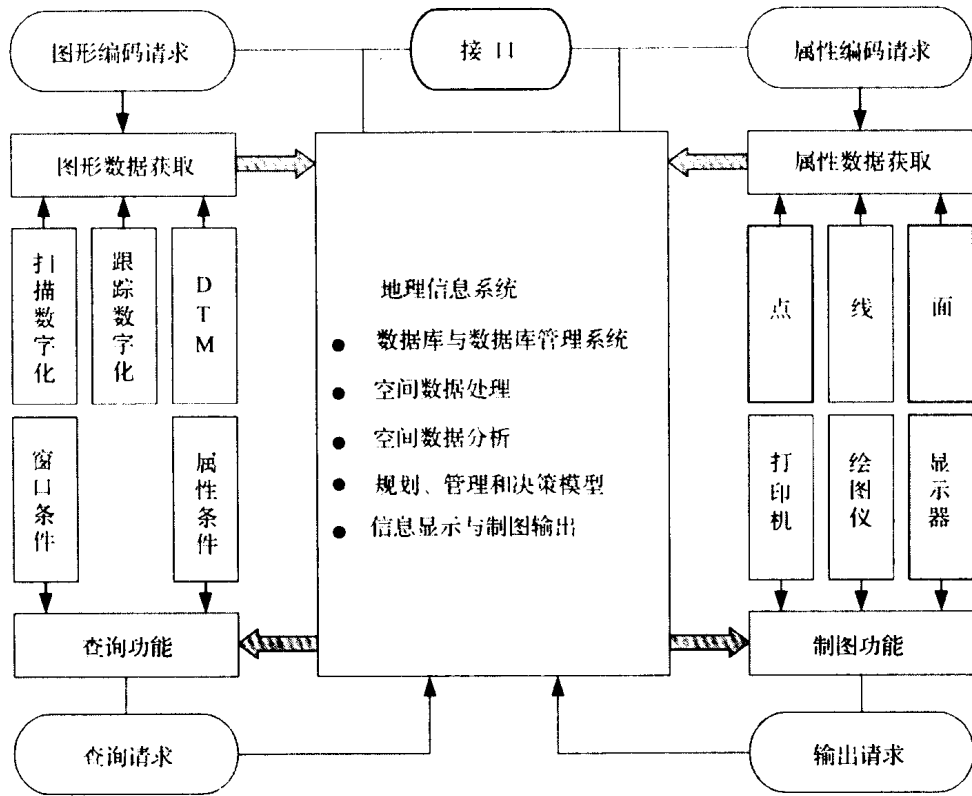 图形编码请求
接口
属性编码请求
图形数据获取
属性数据获取
扫描数字化
跟踪数字化
DTM
点
线
面
地理信息系统
● 数据库与数据库管理系统
● 空间数据处理
● 空间数据分析
● 规划、管理和决策模型
● 信息显示与制图输出
窗口条件
属性条件
打印机
绘图仪
显示器
查询功能
制图功能
查询请求
输出请求